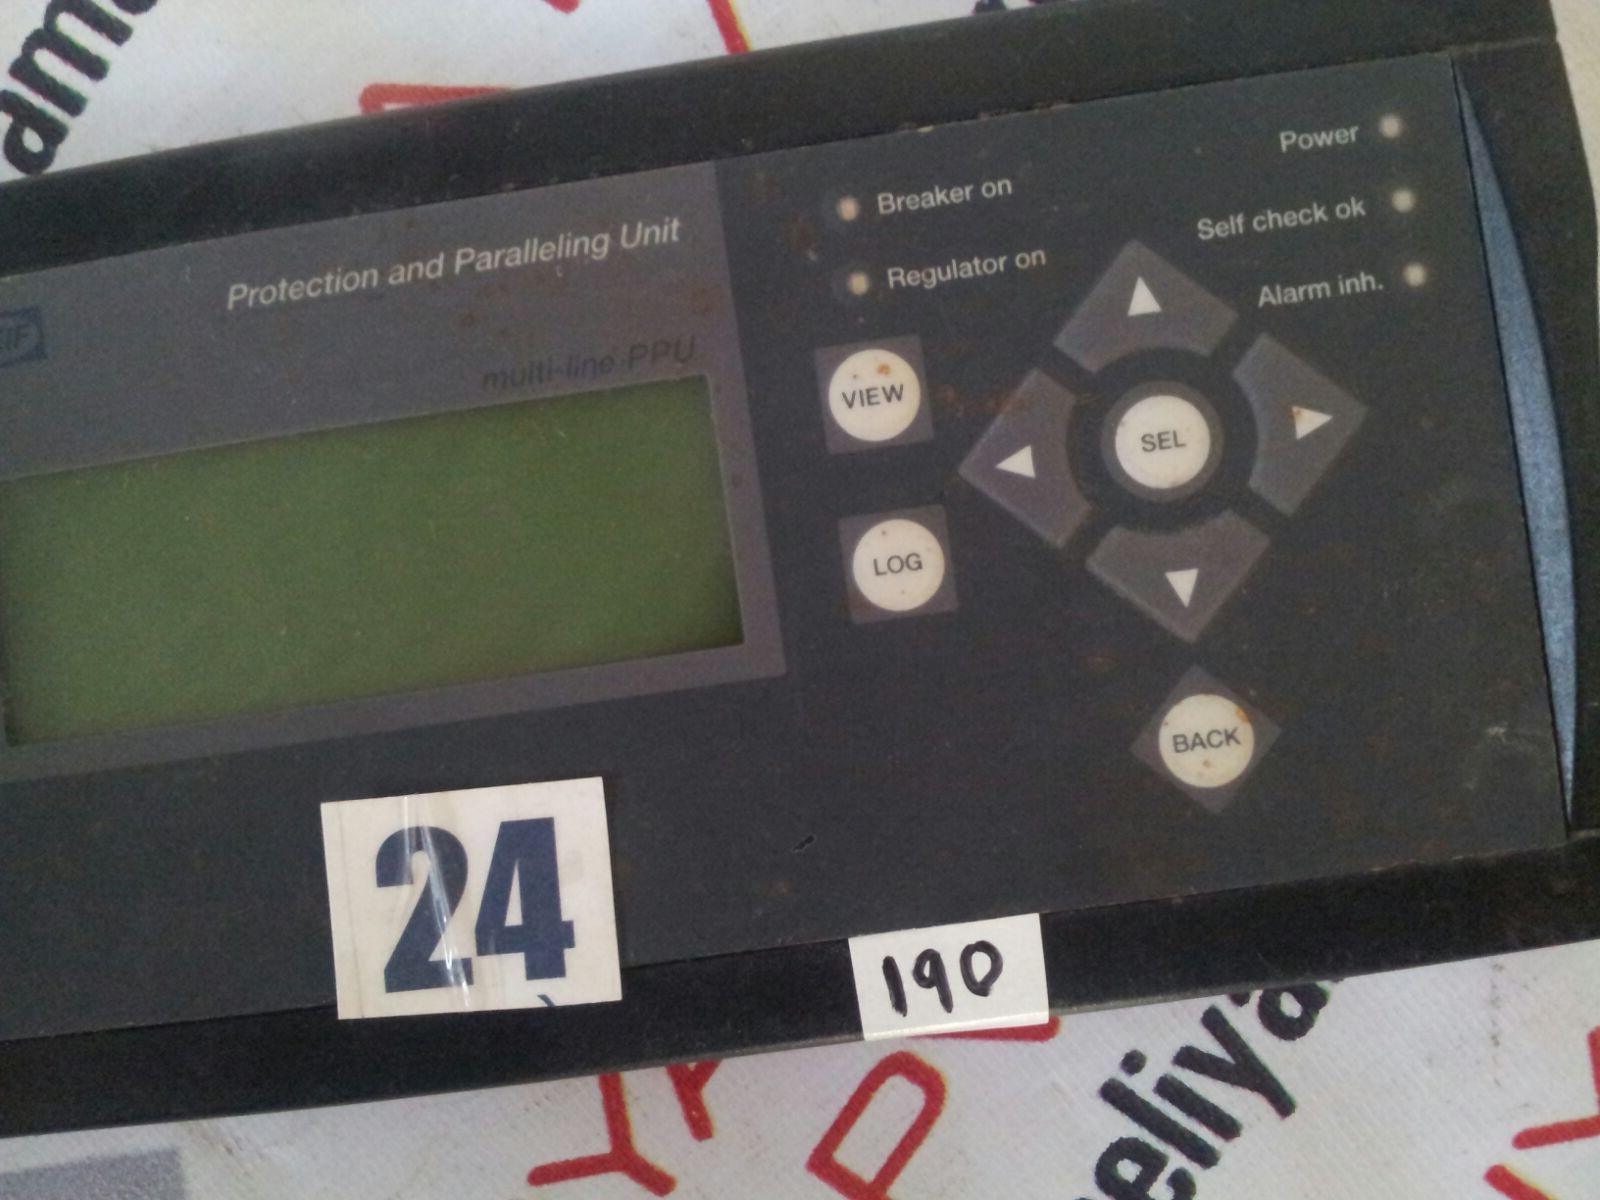 Protection and Paralleling Unit
multi-line PPU
Breaker on
Regulator on
Power
Self check ok
Alarm inh.
VIEW
SEL
LOG
BACK
24
190